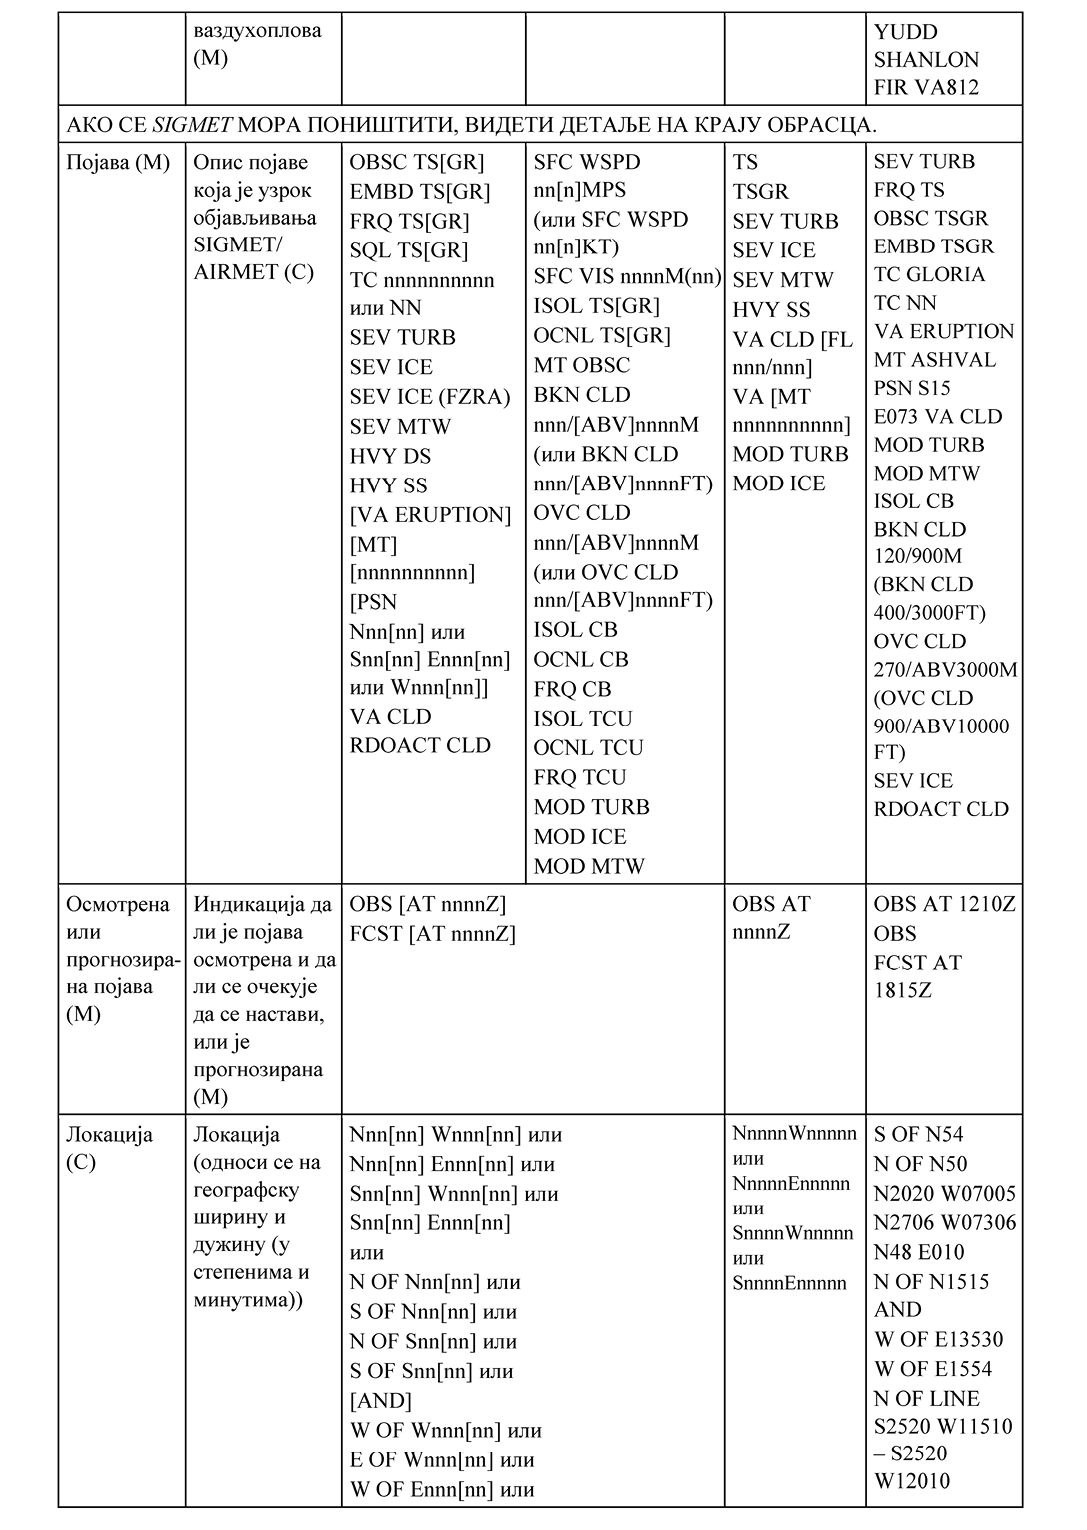 ваздухоплова
(M)
YUDD
SHANLON
FIR VA812
АКО СЕ SIGMET МОРА ПОНИШТИТИ, ВИДЕТИ ДЕТАЉЕ НА КРАЈУ ОБРАСЦА.
Појава (M)
Опис појаве
која је узрок
објављивања
SIGMET/
AIRMET (C)
OBSC TS[GR]
EMBD TS[GR]
FRQ TS[GR]
SQL TS[GR]
TC nnnnnnnnnn
или NN
SEV TURB
SEV ICE
SEV ICE (FZRA)
SEV MTW
HVY DS
HVY SS
[VA ERUPTION]
[MT]
[nnnnnnnnnn]
[PSN
Nnn[nn] или
Snn[nn] Ennn[nn]
или Wnnn[nn]]
VA CLD
RDOACT CLD
SFC WSPD
nn[n]MPS
(или SFC WSPD
nn[n]KT)
SFC VIS nnnnM(nn)
ISOL TS[GR]
OCNL TS[GR]
MT OBSC
BKN CLD
nnn/[ABV]nnnnM
(или BKN CLD
nnn/[ABV]nnnnFT)
OVC CLD
nnn/[ABV]nnnnM
(или OVC CLD
nnn/[ABV]nnnnFT)
ISOL CB
OCNL CB
FRQ CB
ISOL TCU
OCNL TCU
FRQ TCU
MOD TURB
MOD ICE
MOD MTW
TS
TSGR
SEV TURB
SEV ICE
SEV MTW
HVY SS
VA CLD [FL
nnn/nnn]
VA [MT
nnnnnnnnnn]
MOD TURB
MOD ICE
SEV TURB
FRQ TS
OBSC TSGR
EMBD TSGR
TC GLORIA
TC NN
VA ERUPTION
MT ASHVAL
PSN S15
E073 VA CLD
MOD TURB
MOD MTW
ISOL CB
BKN CLD
120/900M
(BKN CLD
400/3000FT)
OVC CLD
270/ABV3000M
(OVC CLD
900/ABV10000
FT)
SEV ICE
RDOACT CLD
Осмотрена
или
прогнозира-
на појава
(M)
Индикација да
ли је појава
осмотрена и да
ли се очекује
да се настави,
или је
прогнозирана
(M)
OBS [AT nnnnZ]
FCST [AT nnnnZ]
OBS AT
nnnnZ
OBS AT 1210Z
OBS
FCST AT
1815Z
Локација
(C)
Локација
(односи се на
географску
ширину и
дужину (у
степенима и
минутима))
Nnn[nn] Wnnn[nn] или
Nnn[nn] Ennn[nn] или
Snn[nn] Wnnn[nn] или
Snn[nn] Ennn[nn]
или
N OF Nnn[nn] или
S OF Nnn[nn] или
N OF Snn[nn] или
S OF Snn[nn] или
[AND]
W OF Wnnn[nn] или
E OF Wnnn[nn] или
W OF Ennn[nn] или
NnnnnWnnnnn
или
NnnnnEnnnnn
или
SnnnnWnnnnn
или
SnnnnEnnnnn
S OF N54
N OF N50
N2020 W07005
N2706 W07306
N48 E010
N OF N1515
AND
W OF E13530
W OF E1554
N OF LINE
S2520 W11510
– S2520
W12010